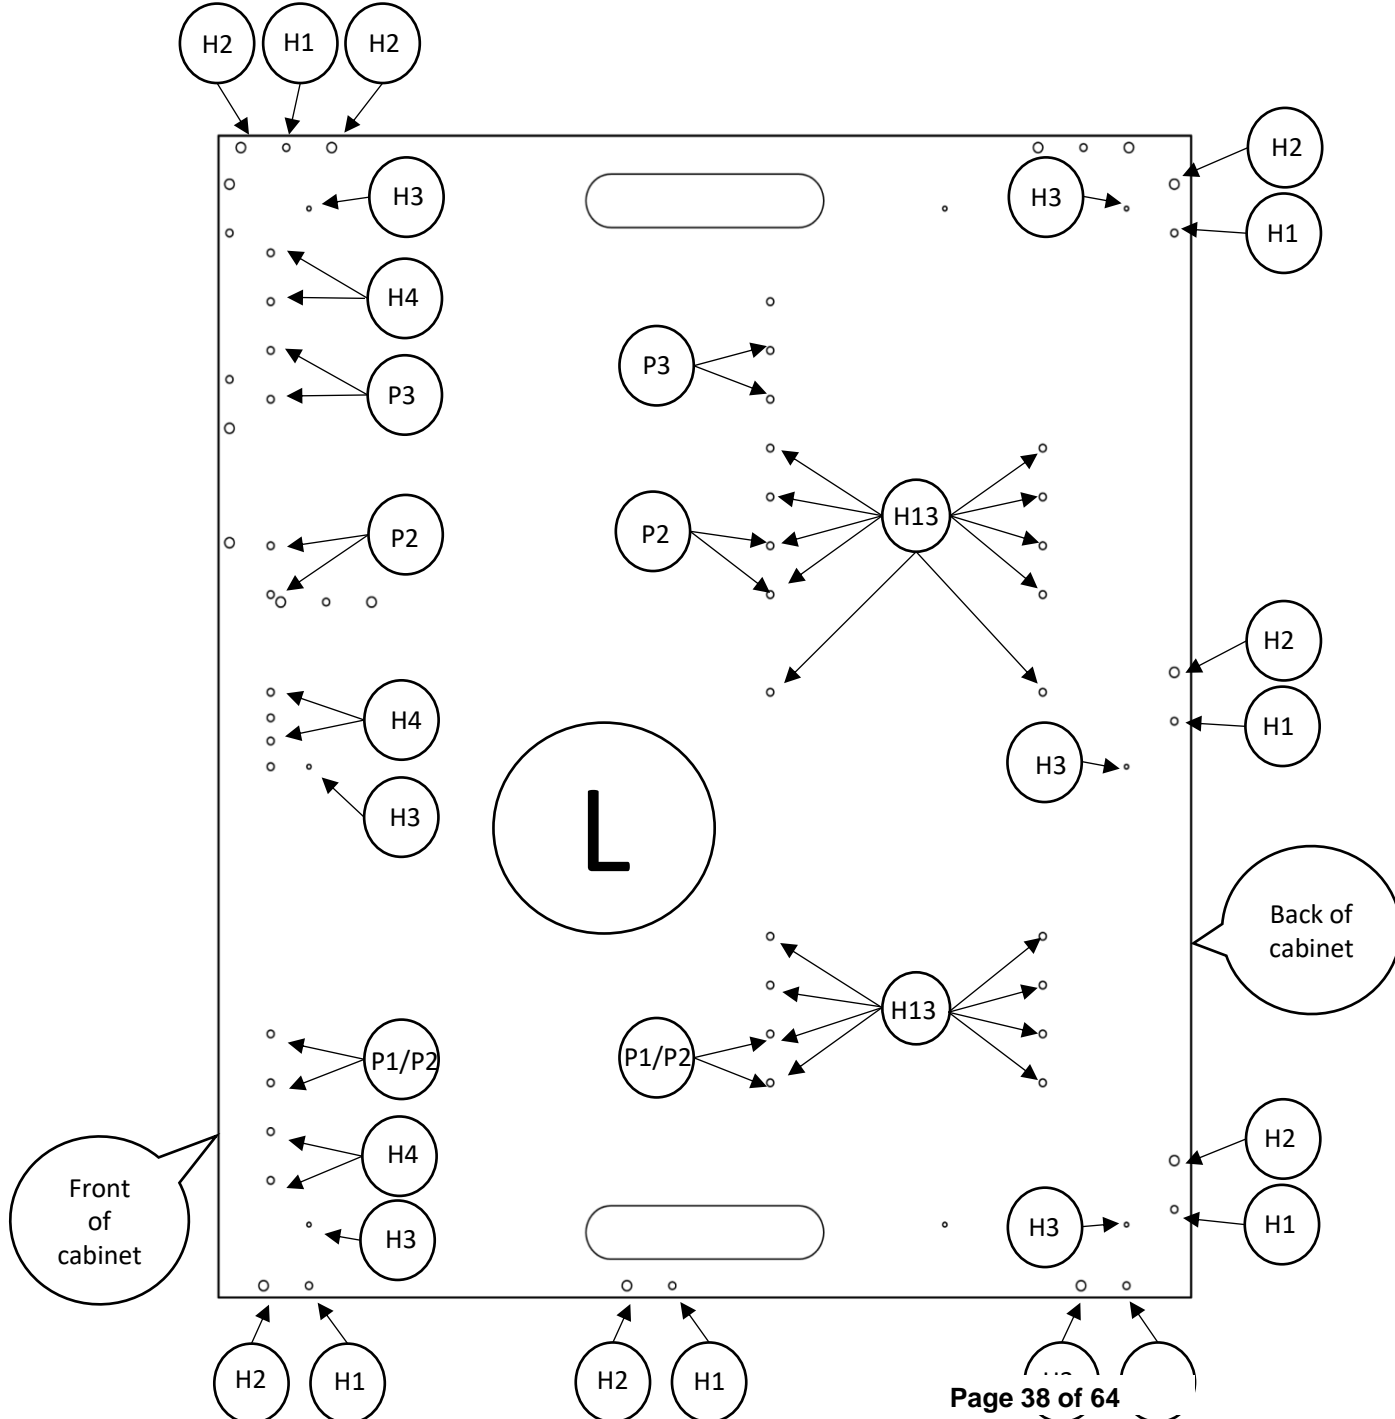 H2 H1 H2
H2
H3
H3
H1
H4
P3
P3
H13
P2
P2
H2
H4
H1
H3
H3
L
Back of
cabinet
H13
P1/P2
P1/P2
H2
H4
Front
of
cabinet
H3
H3
H1
H2 H1 H2 H1
Page 38 of 64